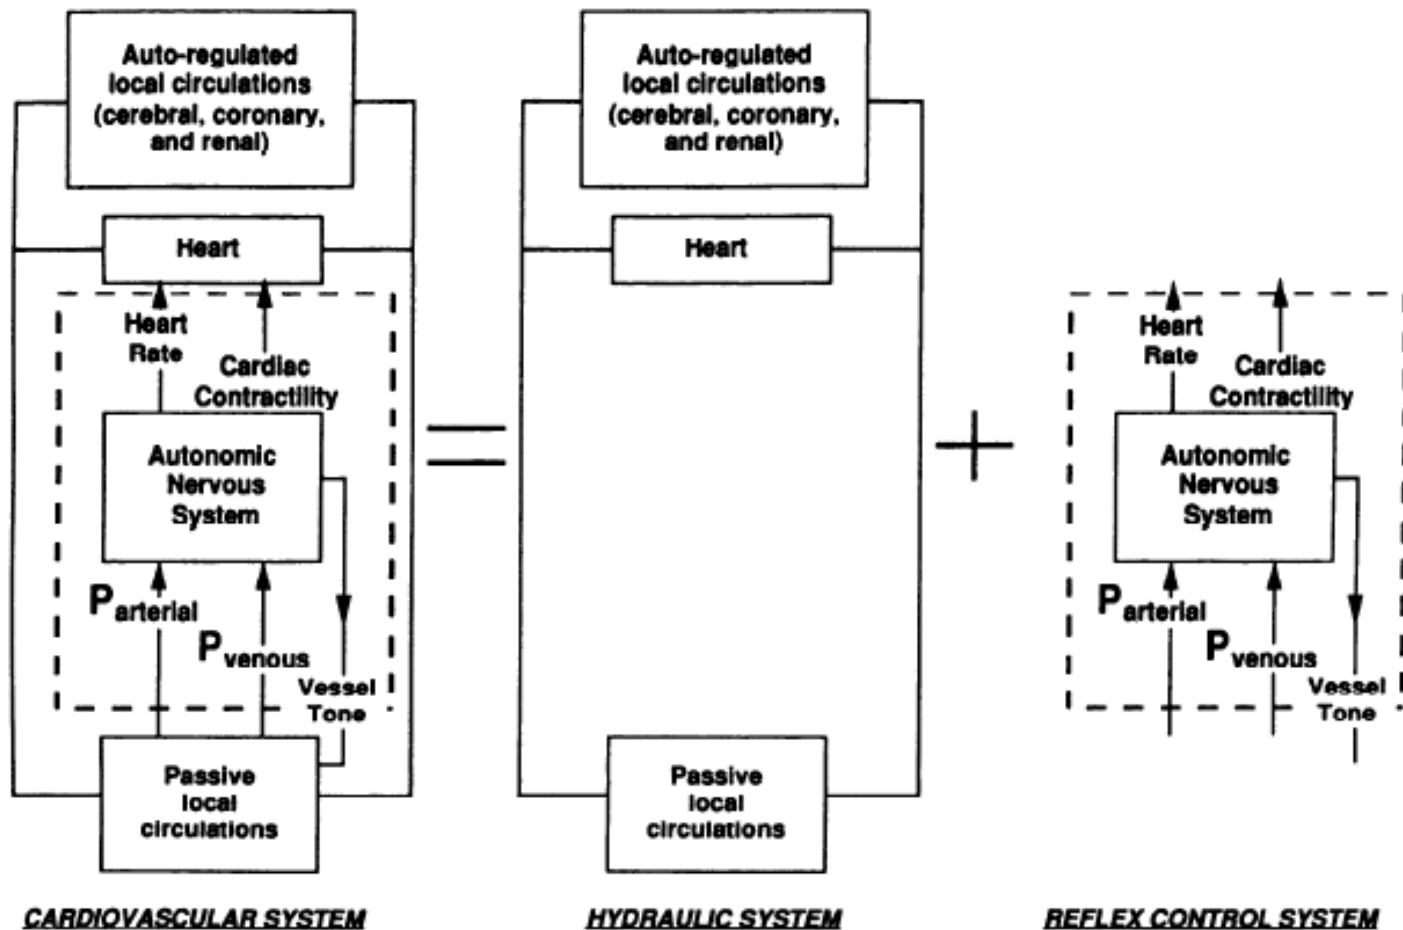 Auto-regulated
local circulations
(cerebral, coronary,
and renal)
Heart
Heart
Rate
Cardiac
Contractility
Autonomic
Nervous
System
Parterial
Pvenous
Vessel
Tone
Passive
local
circulations
CARDIOVASCULAR SYSTEM
=
Auto-regulated
local circulations
(cerebral, coronary,
and renal)
Heart
Passive
local
circulations
HYDRAULIC SYSTEM
+
Heart
Rate
Cardiac
Contractility
Autonomic
Nervous
System
Parterial
Pvenous
Vessel
Tone
REFLEX CONTROL SYSTEM